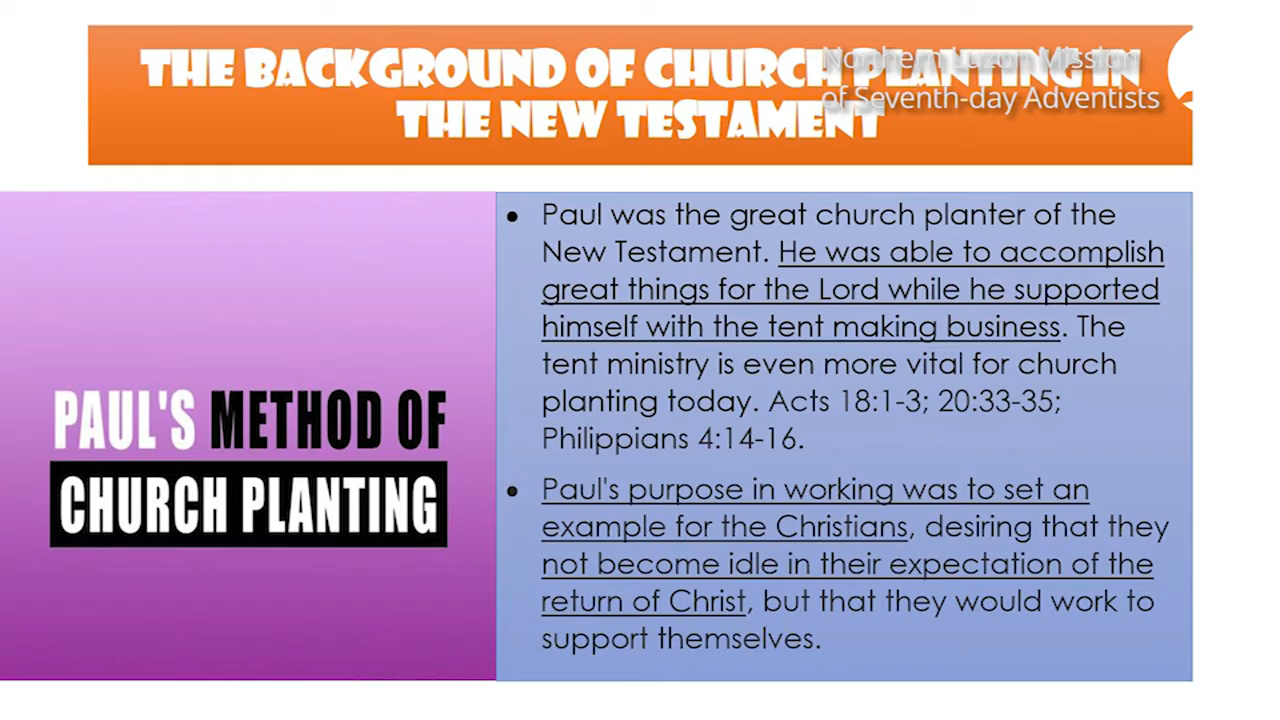 THE BACKGROUND OF CHURCH PLANTING IN
THE NEW TESTAMENT
Northern Luzon Mission
of Seventh-day Adventists
PAUL'S METHOD OF
CHURCH PLANTING
• Paul was the great church planter of the
New Testament. He was able to accomplish
great things for the Lord while he supported
himself with the tent making business. The
tent ministry is even more vital for church
planting today. Acts 18:1-3; 20:33-35;
Philippians 4:14-16.
• Paul's purpose in working was to set an
example for the Christians, desiring that they
not become idle in their expectation of the
return of Christ, but that they would work to
support themselves.